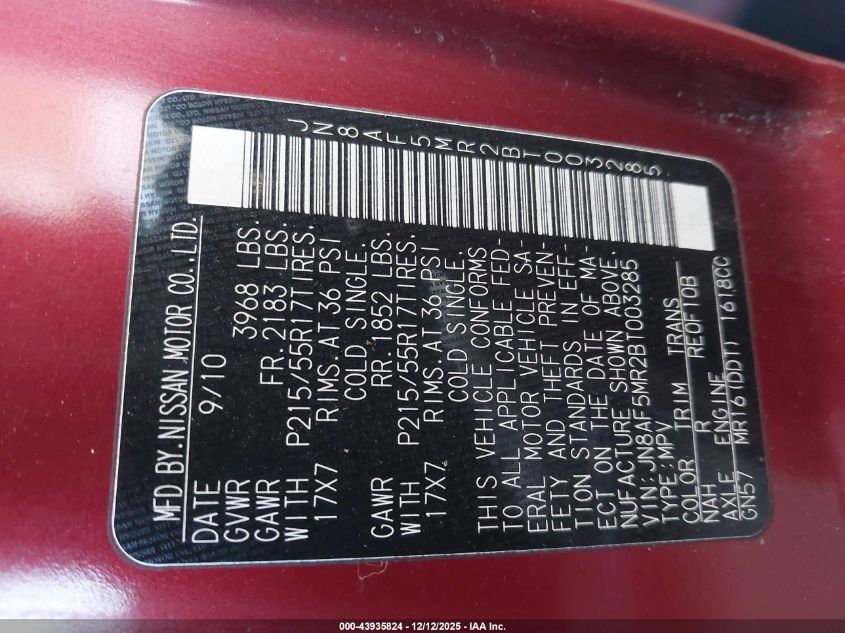 JN8AF5MR2BT003285
MFD BY.NISSAN MOTOR CO.,LTD.
DATE 9/10
GVWR 3968 LBS.
GAWR FR.2183 LBS.
WITH P215/55R17TIRES.
17X7 RIMS.AT 36 PSI
COLD SINGLE.
GAWR RR.1852 LBS.
WITH P215/55R17TIRES.
17X7 RIMS.AT 36 PSI
COLD SINGLE.
THIS VEHICLE CONFORMS
TO ALL APPLICABLE FED-
ERAL MOTOR VEHICLE SA-
FETY AND THEFT PREVEN-
TION STANDARDS IN EFF-
ECT ON THE DATE OF MA-
NUFACTURE SHOWN ABOVE.
VIN:JN8AF5MR2BT003285
TYPE:MPV
COLOR TRIM TRANS
NAH R RE0F10B
AXLE ENGINE
GN57 MR16(DDT) 1618CC
000-43935824 - 12/12/2025 - IAA Inc.